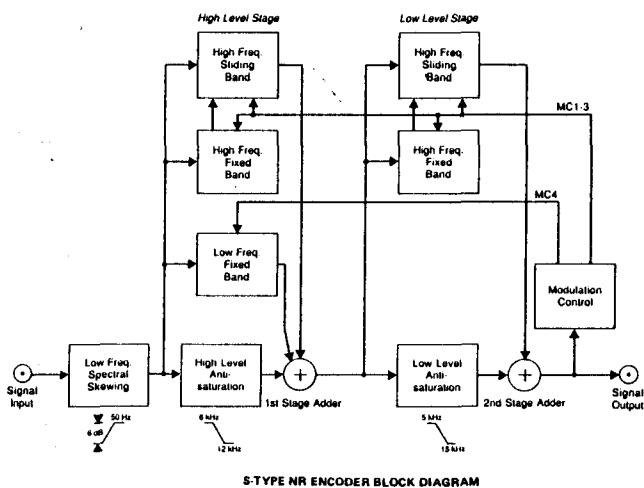 High Level Stage
Low Level Stage
High Freq.
Sliding
Band
High Freq.
Sliding
Band
MC1-3
High Freq.
Fixed
Band
High Freq.
Fixed
Band
MC4
Low Freq.
Fixed
Band
Modulation
Control
Signal
Input
Low Freq.
Spectral
Skewing
High Level
Anti-
saturation
+
1st Stage Adder
Low Level
Anti-
saturation
+
2nd Stage Adder
Signal
Output
50 Hz
6 dB
6 kHz
12 kHz
5 kHz
15 kHz
S-TYPE NR ENCODER BLOCK DIAGRAM